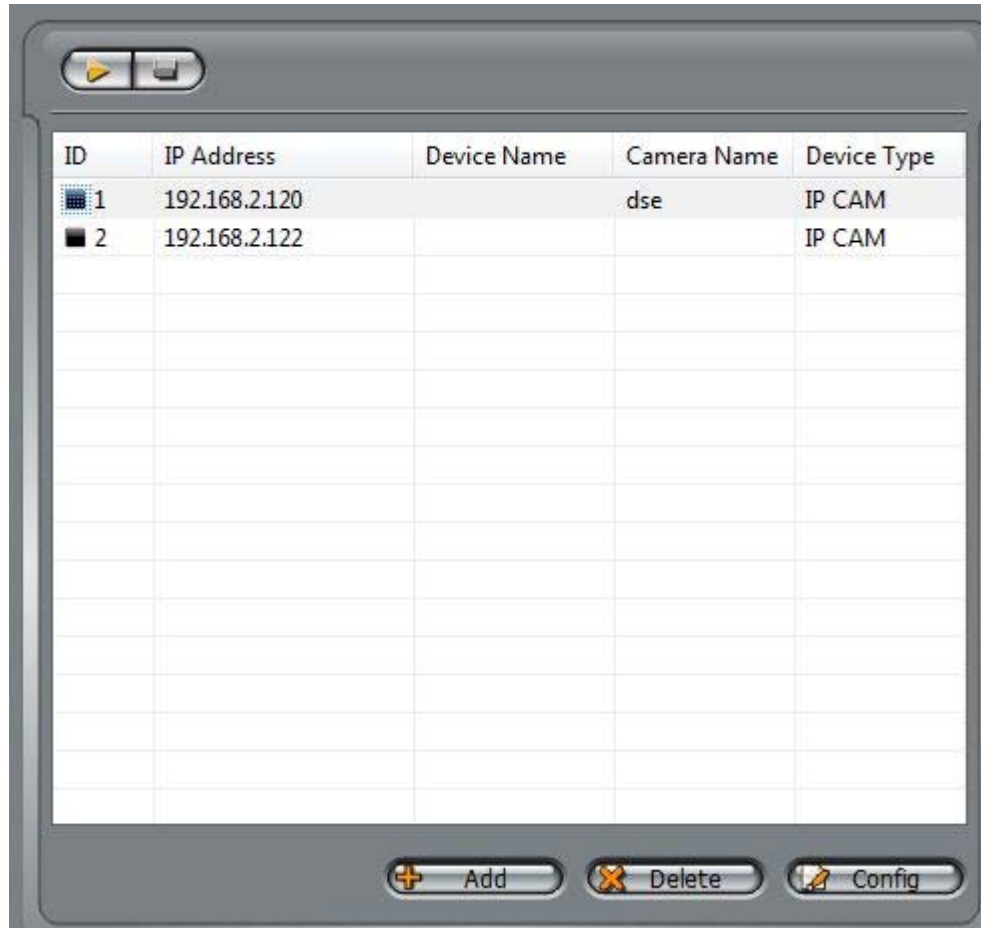 ID IP Address Device Name Camera Name Device Type
1 192.168.2.120 dse IP CAM
2 192.168.2.122 IP CAM
Add Delete Config